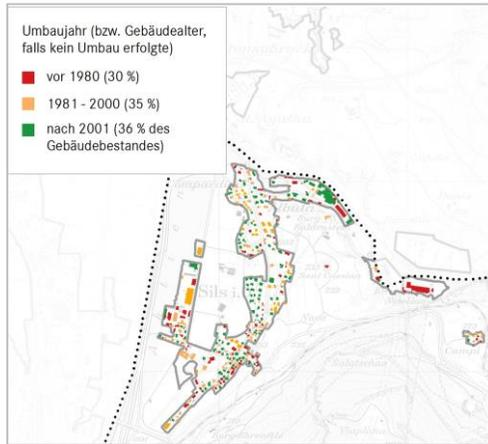 Umbaujahr (bzw. Gebäudealter,
falls kein Umbau erfolgte)
vor 1980 (30 %)
1981 - 2000 (35 %)
nach 2001 (36 % des
Gebäudebestandes)
Sils i.
Campi